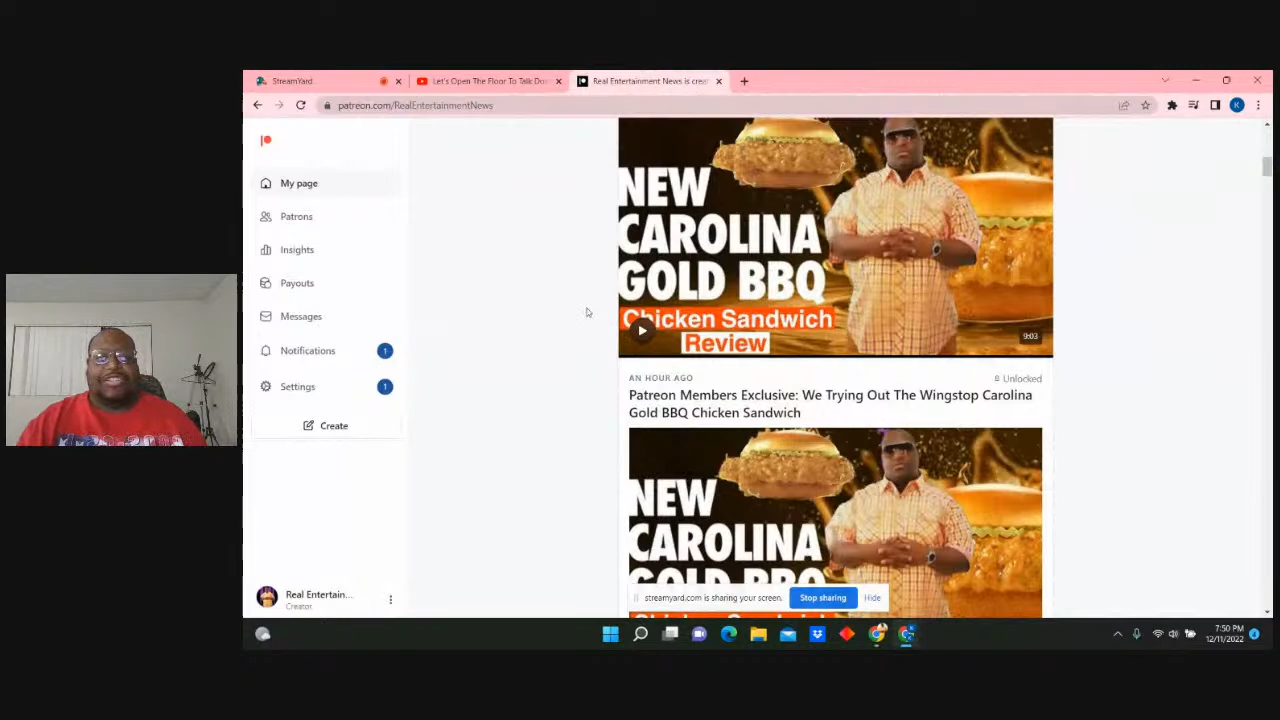 StreamYard
Let's Open The Floor To Talk Do
Real Entertainment News is crea
patreon.com/RealEntertainmentNews
K
My page
Patrons
Insights
Payouts
Messages
Notifications
1
Settings
1
Create
Real Entertain...
Creator
NEW
CAROLINA
GOLD BBQ
Chicken Sandwich
Review
9:03
AN HOUR AGO
Unlocked
Patreon Members Exclusive: We Trying Out The Wingstop Carolina
Gold BBQ Chicken Sandwich
NEW
CAROLINA
GOLD BBQ
streamyard.com is sharing your screen.
Stop sharing
Hide
7:50 PM
12/11/2022